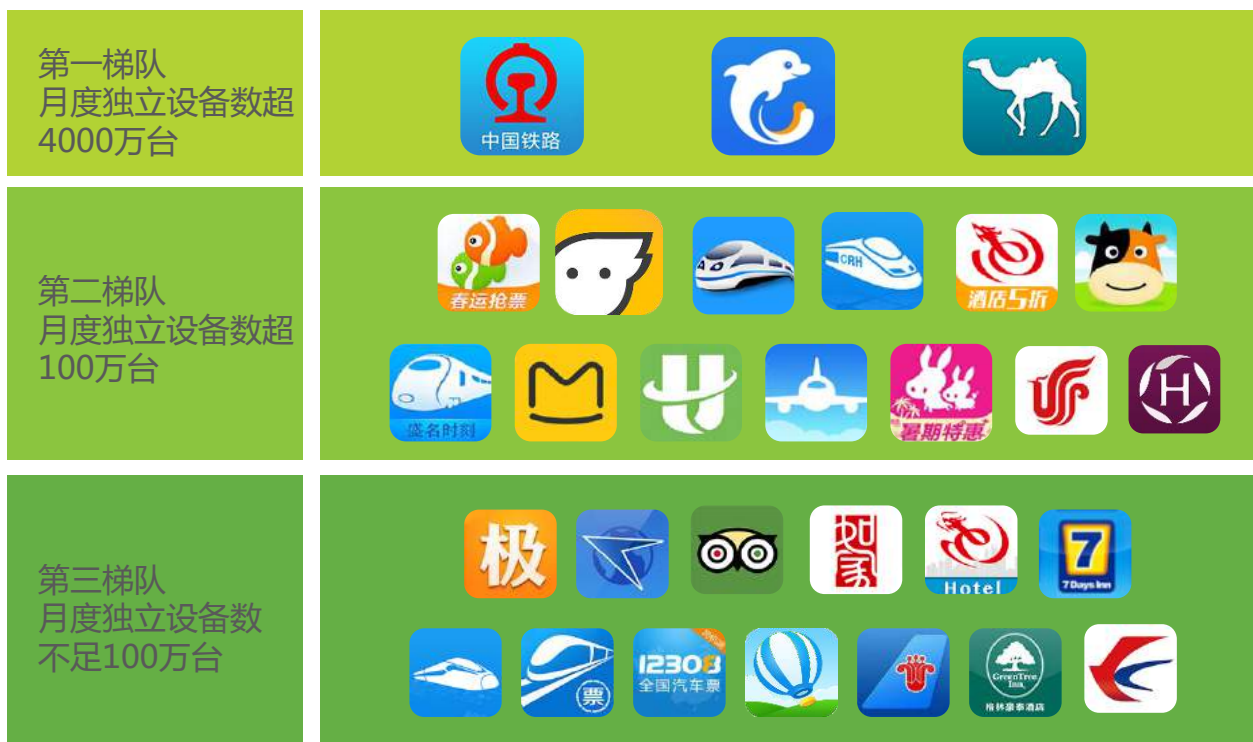 第一梯队
月度独立设备数超
4000万台
中国铁路
第二梯队
月度独立设备数超
100万台
春运抢票
CRH
酒店5折
盛名时刻
暑期特惠
H
第三梯队
月度独立设备数
不足100万台
极
如家
Hotel
7
7 Days Inn
票
12308
全国汽车票
GreenTree
Inn
格林豪泰酒店